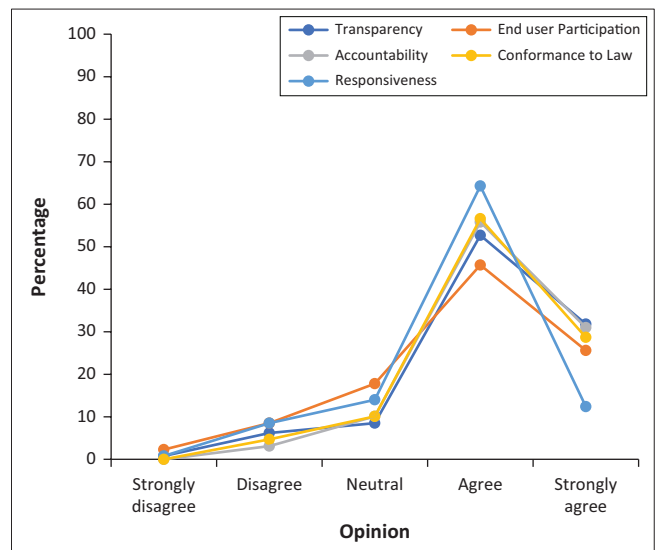 Transparency
End user Participation
Accountability
Conformance to Law
Responsiveness
100
90
80
70
60
50
40
30
20
10
0
Percentage
Strongly
disagree
Disagree
Neutral
Agree
Strongly
agree
Opinion